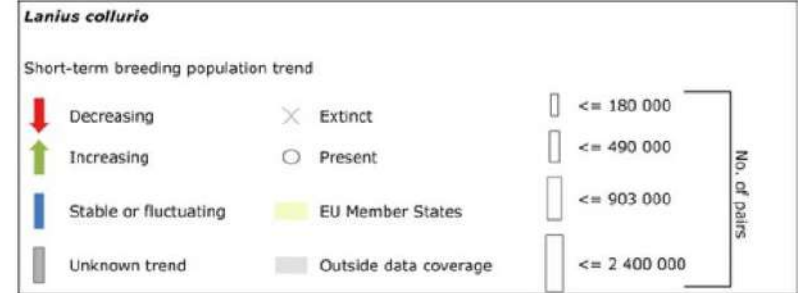 Lanius collurio
Short-term breeding population trend
Decreasing
Extinct
<= 180 000
Increasing
Present
<= 490 000
Stable or fluctuating
EU Member States
<= 903 000
Unknown trend
Outside data coverage
<= 2 400 000
No. of pairs